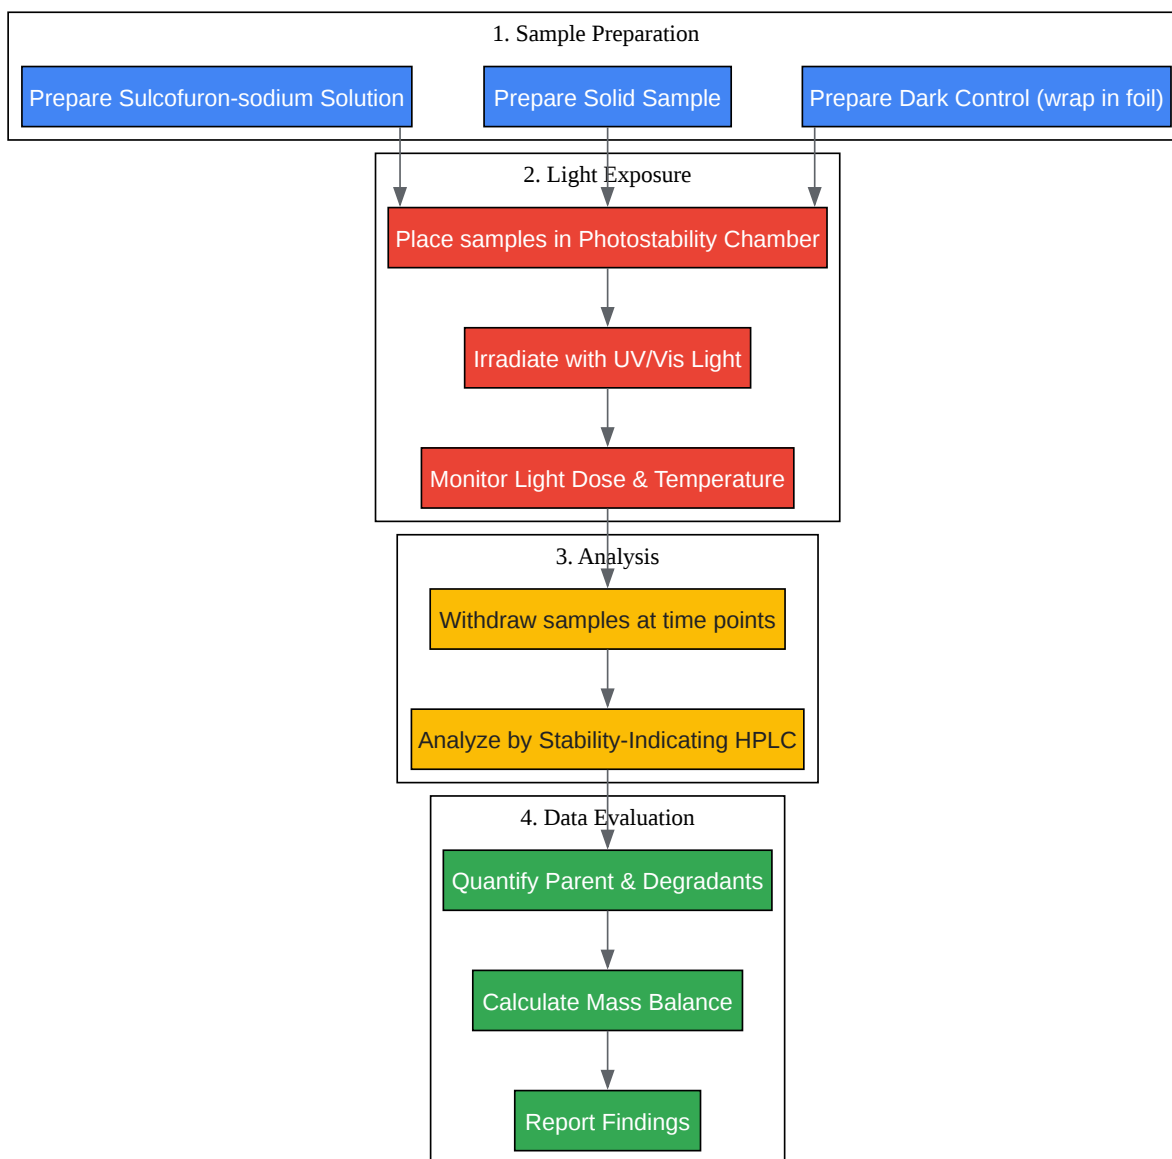 1. Sample Preparation
Prepare Sulcofuron-sodium Solution
Prepare Solid Sample
Prepare Dark Control (wrap in foil)
2. Light Exposure
Place samples in Photostability Chamber
Irradiate with UV/Vis Light
Monitor Light Dose & Temperature
3. Analysis
Withdraw samples at time points
Analyze by Stability-Indicating HPLC
4. Data Evaluation
Quantify Parent & Degradants
Calculate Mass Balance
Report Findings